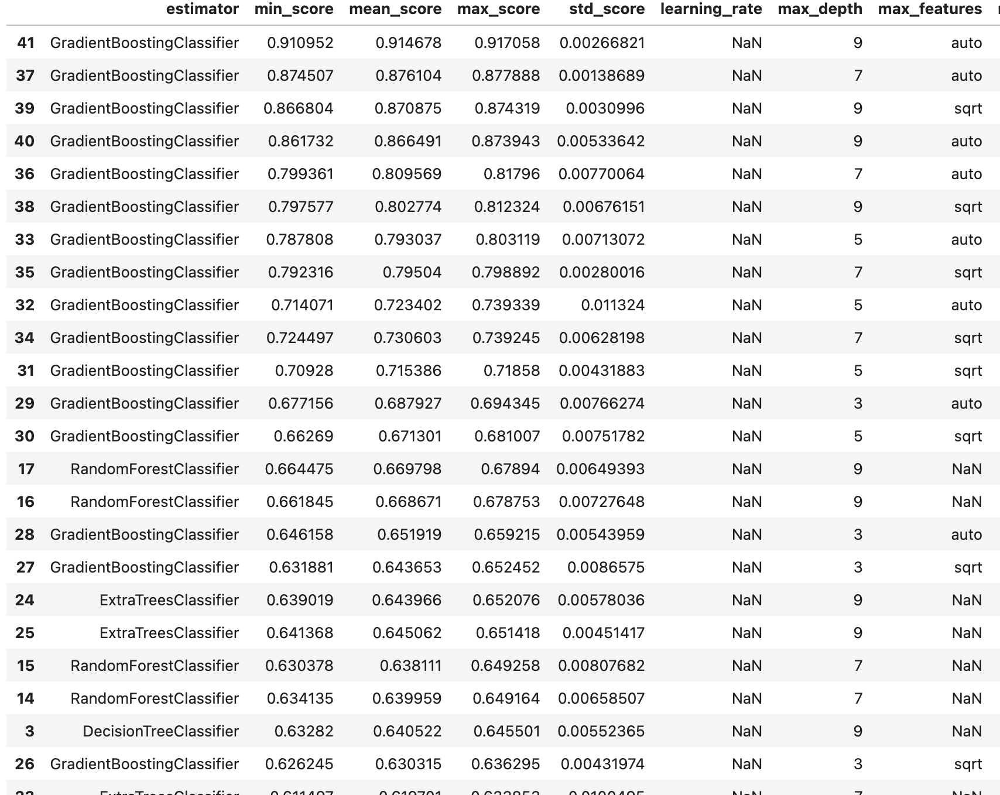 estimator min_score mean_score max_score std_score learning_rate max_depth max_features
41 GradientBoostingClassifier 0.910952 0.914678 0.917058 0.00266821 NaN 9 auto
37 GradientBoostingClassifier 0.874507 0.876104 0.877888 0.00138689 NaN 7 auto
39 GradientBoostingClassifier 0.866804 0.870875 0.874319 0.0030996 NaN 9 sqrt
40 GradientBoostingClassifier 0.861732 0.866491 0.873943 0.00533642 NaN 9 auto
36 GradientBoostingClassifier 0.799361 0.809569 0.81796 0.00770064 NaN 7 auto
38 GradientBoostingClassifier 0.797577 0.802774 0.812324 0.00676151 NaN 9 sqrt
33 GradientBoostingClassifier 0.787808 0.793037 0.803119 0.00713072 NaN 5 auto
35 GradientBoostingClassifier 0.792316 0.79504 0.798892 0.00280016 NaN 7 sqrt
32 GradientBoostingClassifier 0.714071 0.723402 0.739339 0.011324 NaN 5 auto
34 GradientBoostingClassifier 0.724497 0.730603 0.739245 0.00628198 NaN 7 sqrt
31 GradientBoostingClassifier 0.70928 0.715386 0.71858 0.00431883 NaN 5 sqrt
29 GradientBoostingClassifier 0.677156 0.687927 0.694345 0.00766274 NaN 3 auto
30 GradientBoostingClassifier 0.66269 0.671301 0.681007 0.00751782 NaN 5 sqrt
17 RandomForestClassifier 0.664475 0.669798 0.67894 0.00649393 NaN 9 NaN
16 RandomForestClassifier 0.661845 0.668671 0.678753 0.00727648 NaN 9 NaN
28 GradientBoostingClassifier 0.646158 0.651919 0.659215 0.00543959 NaN 3 auto
27 GradientBoostingClassifier 0.631881 0.643653 0.652452 0.0086575 NaN 3 sqrt
24 ExtraTreesClassifier 0.639019 0.643966 0.652076 0.00578036 NaN 9 NaN
25 ExtraTreesClassifier 0.641368 0.645062 0.651418 0.00451417 NaN 9 NaN
15 RandomForestClassifier 0.630378 0.638111 0.649258 0.00807682 NaN 7 NaN
14 RandomForestClassifier 0.634135 0.639959 0.649164 0.00658507 NaN 7 NaN
3 DecisionTreeClassifier 0.63282 0.640522 0.645501 0.00552365 NaN 9 NaN
26 GradientBoostingClassifier 0.626245 0.630315 0.636295 0.00431974 NaN 3 sqrt
ExtraTreesClassifier NaN NaN